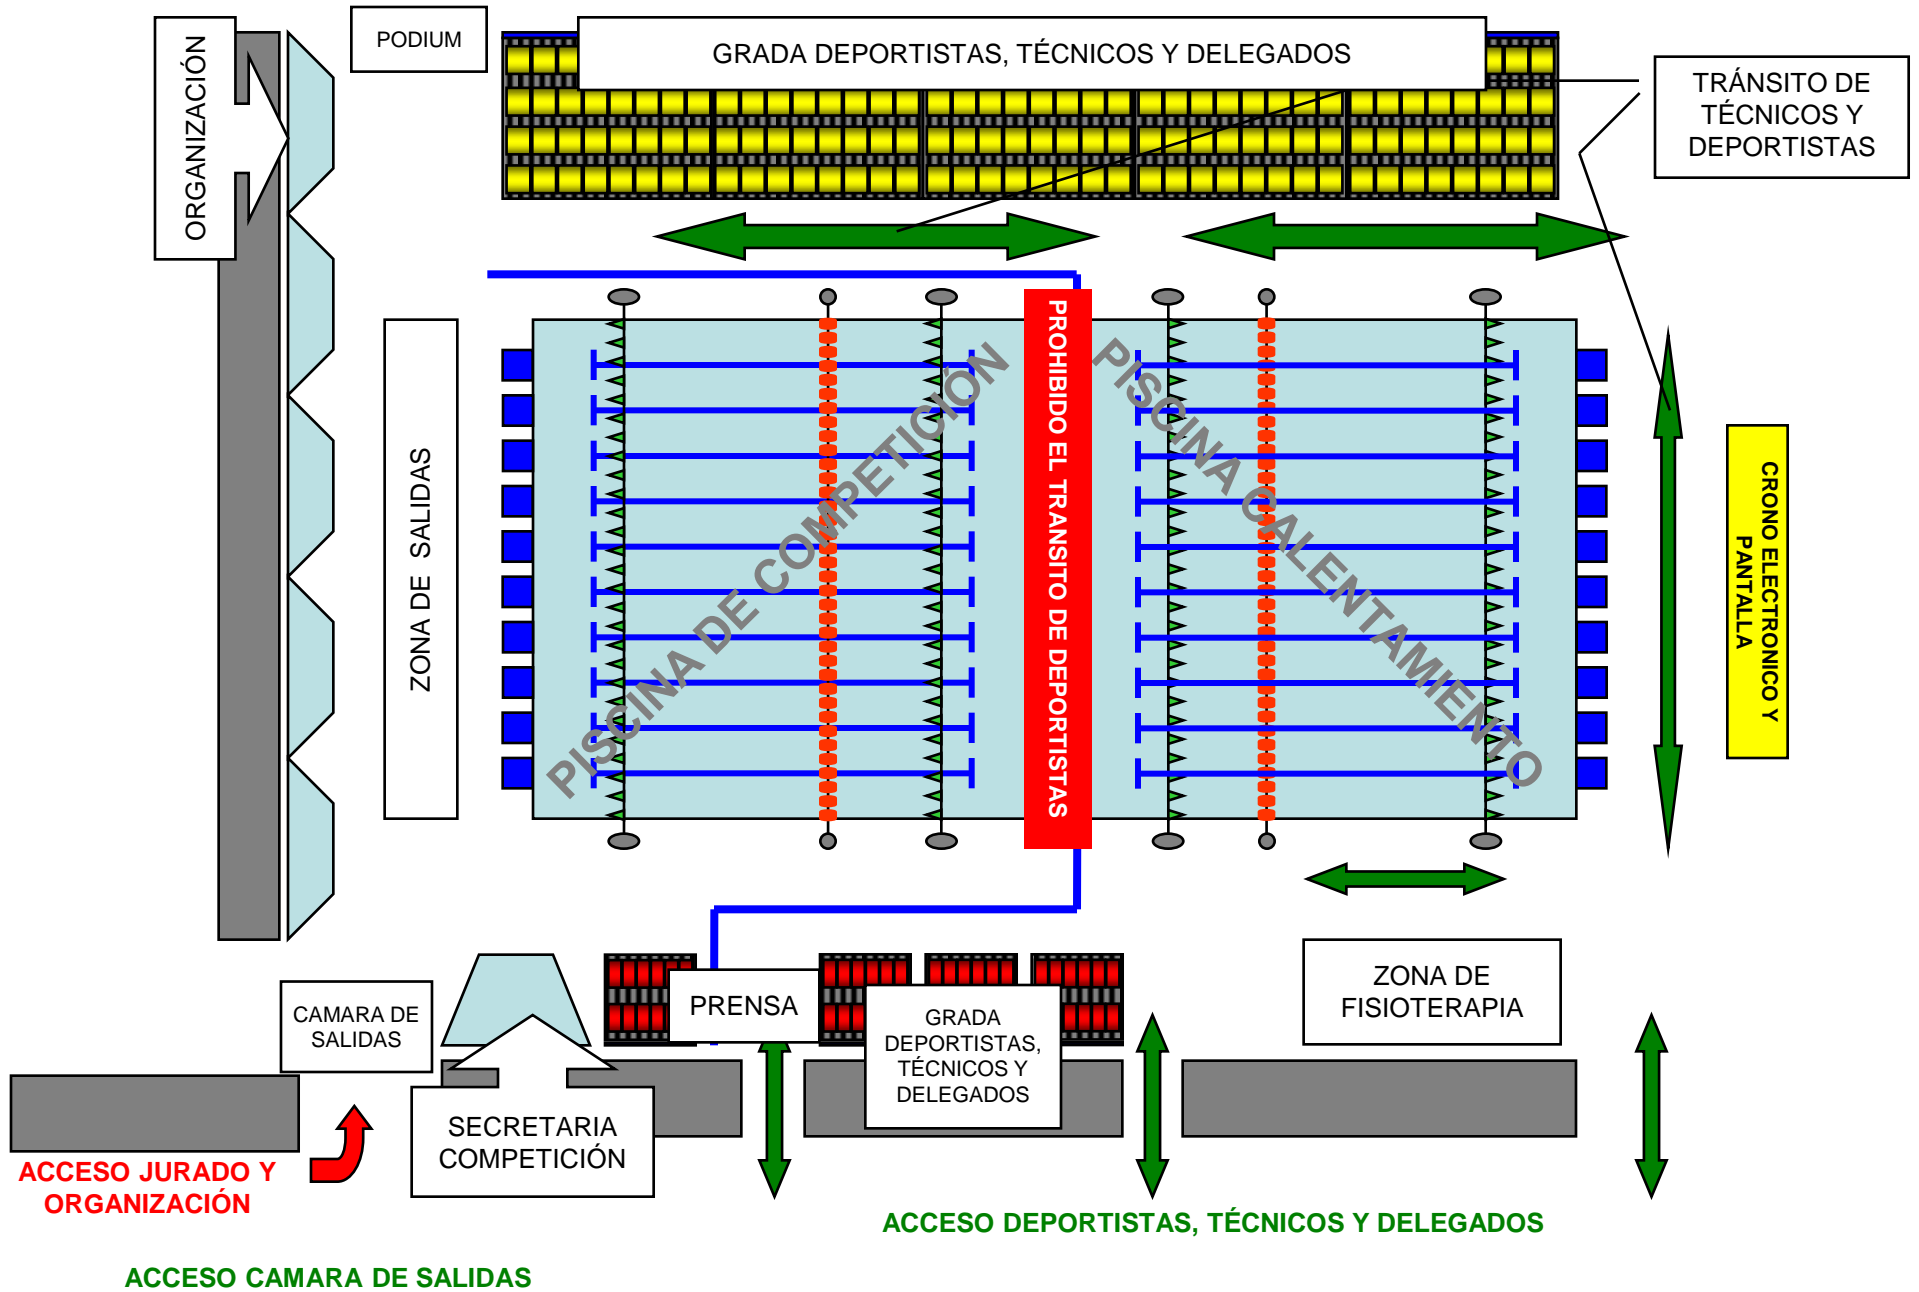 ORGANIZACIÓN
PODIUM
GRADA DEPORTISTAS, TÉCNICOS Y DELEGADOS
TRÁNSITO DE
TÉCNICOS Y
DEPORTISTAS
ZONA DE SALIDAS
PISCINA DE COMPETICIÓN
PROHIBIDO EL TRANSITO DE DEPORTISTAS
PISCINA CALENTAMIENTO
CRONO ELECTRONICO Y
PANTALLA
CAMARA DE
SALIDAS
PRENSA
GRADA
DEPORTISTAS,
TÉCNICOS Y
DELEGADOS
ZONA DE
FISIOTERAPIA
SECRETARIA
COMPETICIÓN
ACCESO JURADO Y
ORGANIZACIÓN
ACCESO DEPORTISTAS, TÉCNICOS Y DELEGADOS
ACCESO CAMARA DE SALIDAS